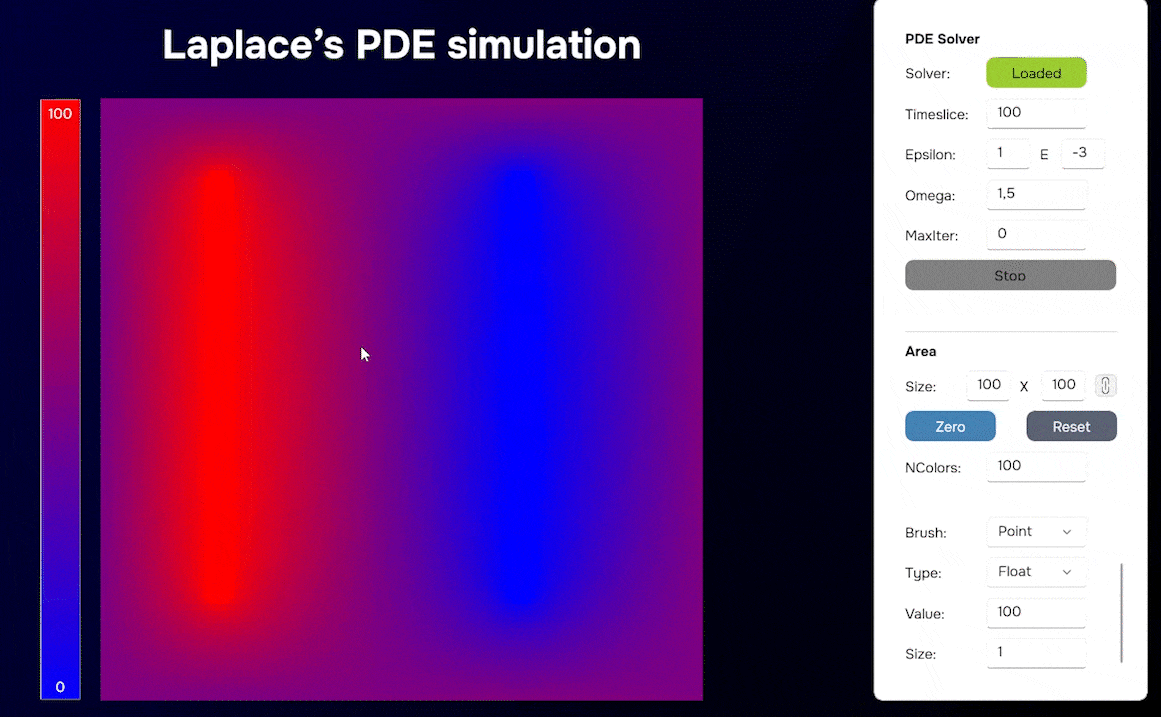 Laplace’s PDE simulation
100
0
PDE Solver
Solver: Loaded
Timeslice: 100
Epsilon: 1 E -3
Omega: 1,5
MaxIter: 0
Stop
Area
Size: 100 X 100
Zero Reset
NColors: 100
Brush: Point
Type: Float
Value: 100
Size: 1